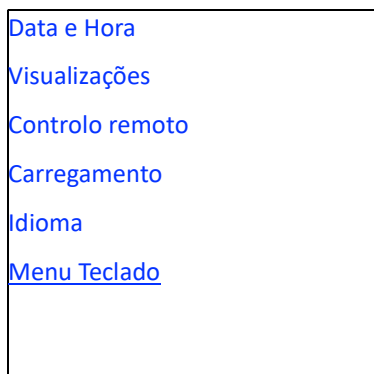 Data e Hora
Visualizações
Controlo remoto
Carregamento
Idioma
Menu Teclado